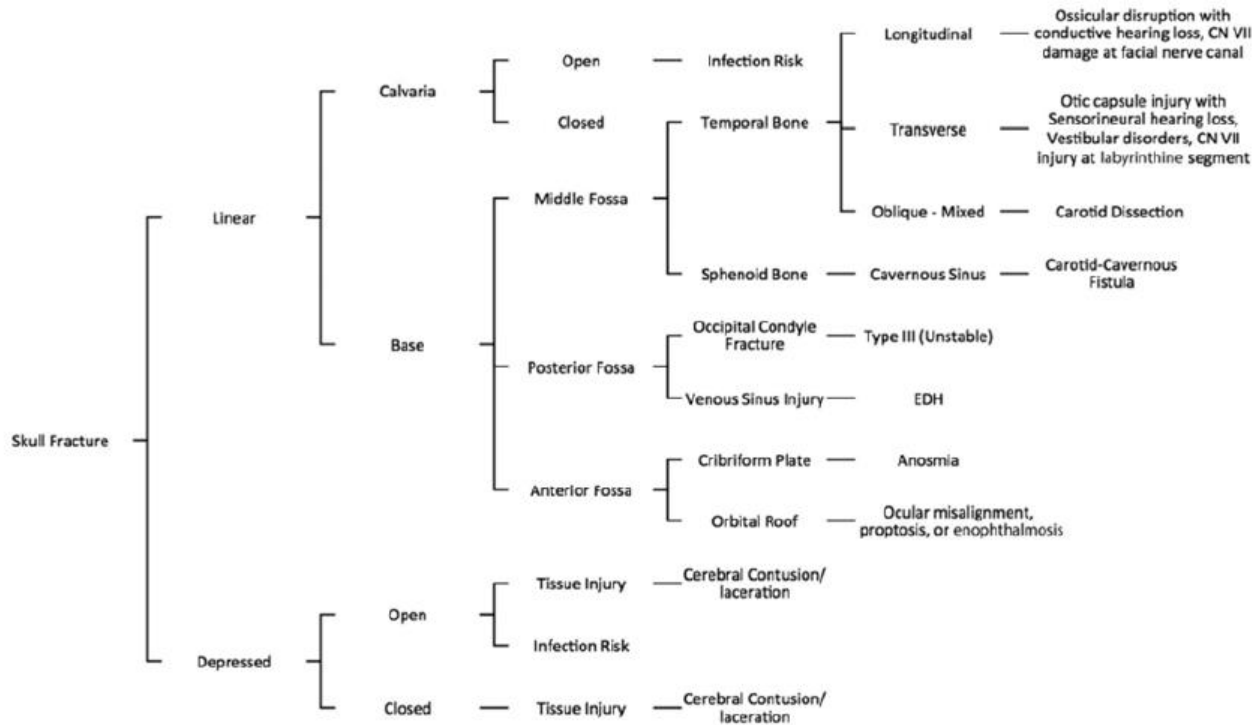 Skull Fracture
Linear
Calvaria
Open
Infection Risk
Closed
Base
Middle Fossa
Temporal Bone
Longitudinal
Ossicular disruption with
conductive hearing loss, CN VII
damage at facial nerve canal
Transverse
Otic capsule injury with
Sensorineural hearing loss,
Vestibular disorders, CN VII
injury at labyrinthine segment
Oblique - Mixed
Carotid Dissection
Sphenoid Bone
Cavernous Sinus
Carotid-Cavernous
Fistula
Posterior Fossa
Occipital Condyle
Fracture
Type III (Unstable)
Venous Sinus Injury
EDH
Anterior Fossa
Cribriform Plate
Anosmia
Orbital Roof
Ocular misalignment,
proptosis, or enophthalmosis
Depressed
Open
Tissue Injury
Cerebral Contusion/
laceration
Infection Risk
Closed
Tissue Injury
Cerebral Contusion/
laceration